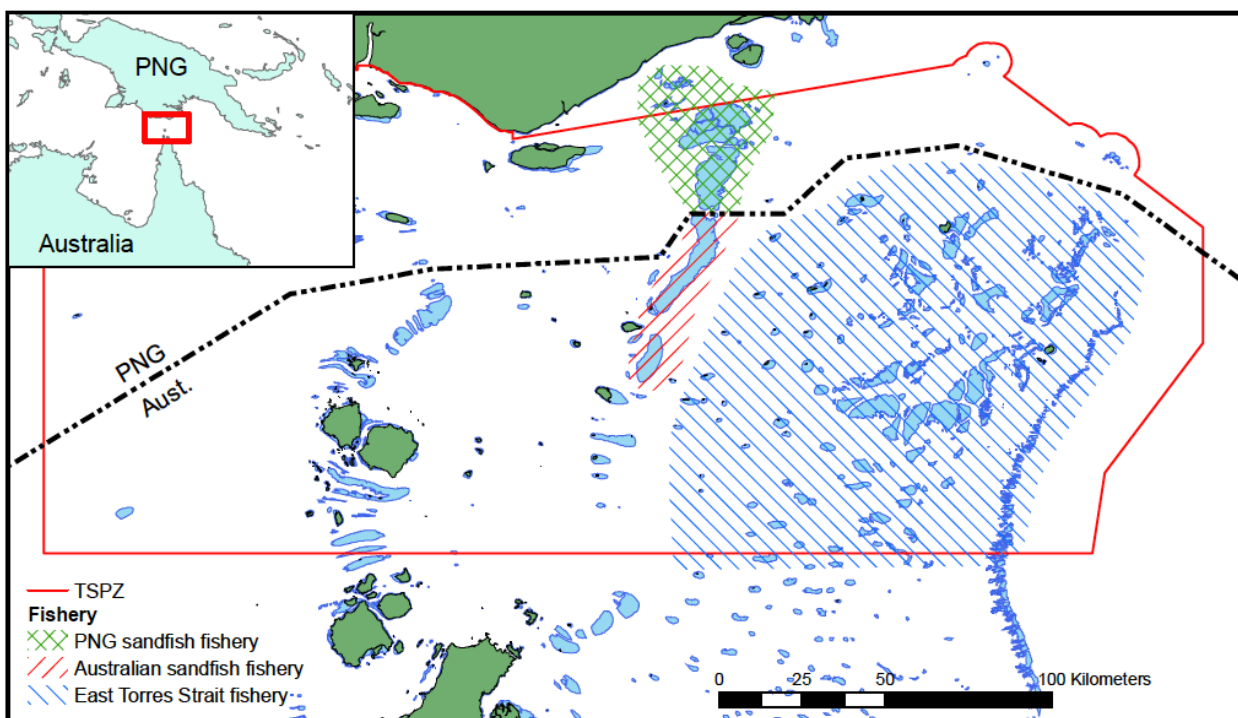 PNG
Australia
PNG
Aust.
TSPZ
Fishery
PNG sandfish fishery
Australian sandfish fishery
East Torres Strait fishery
0 25 50 100 Kilometers